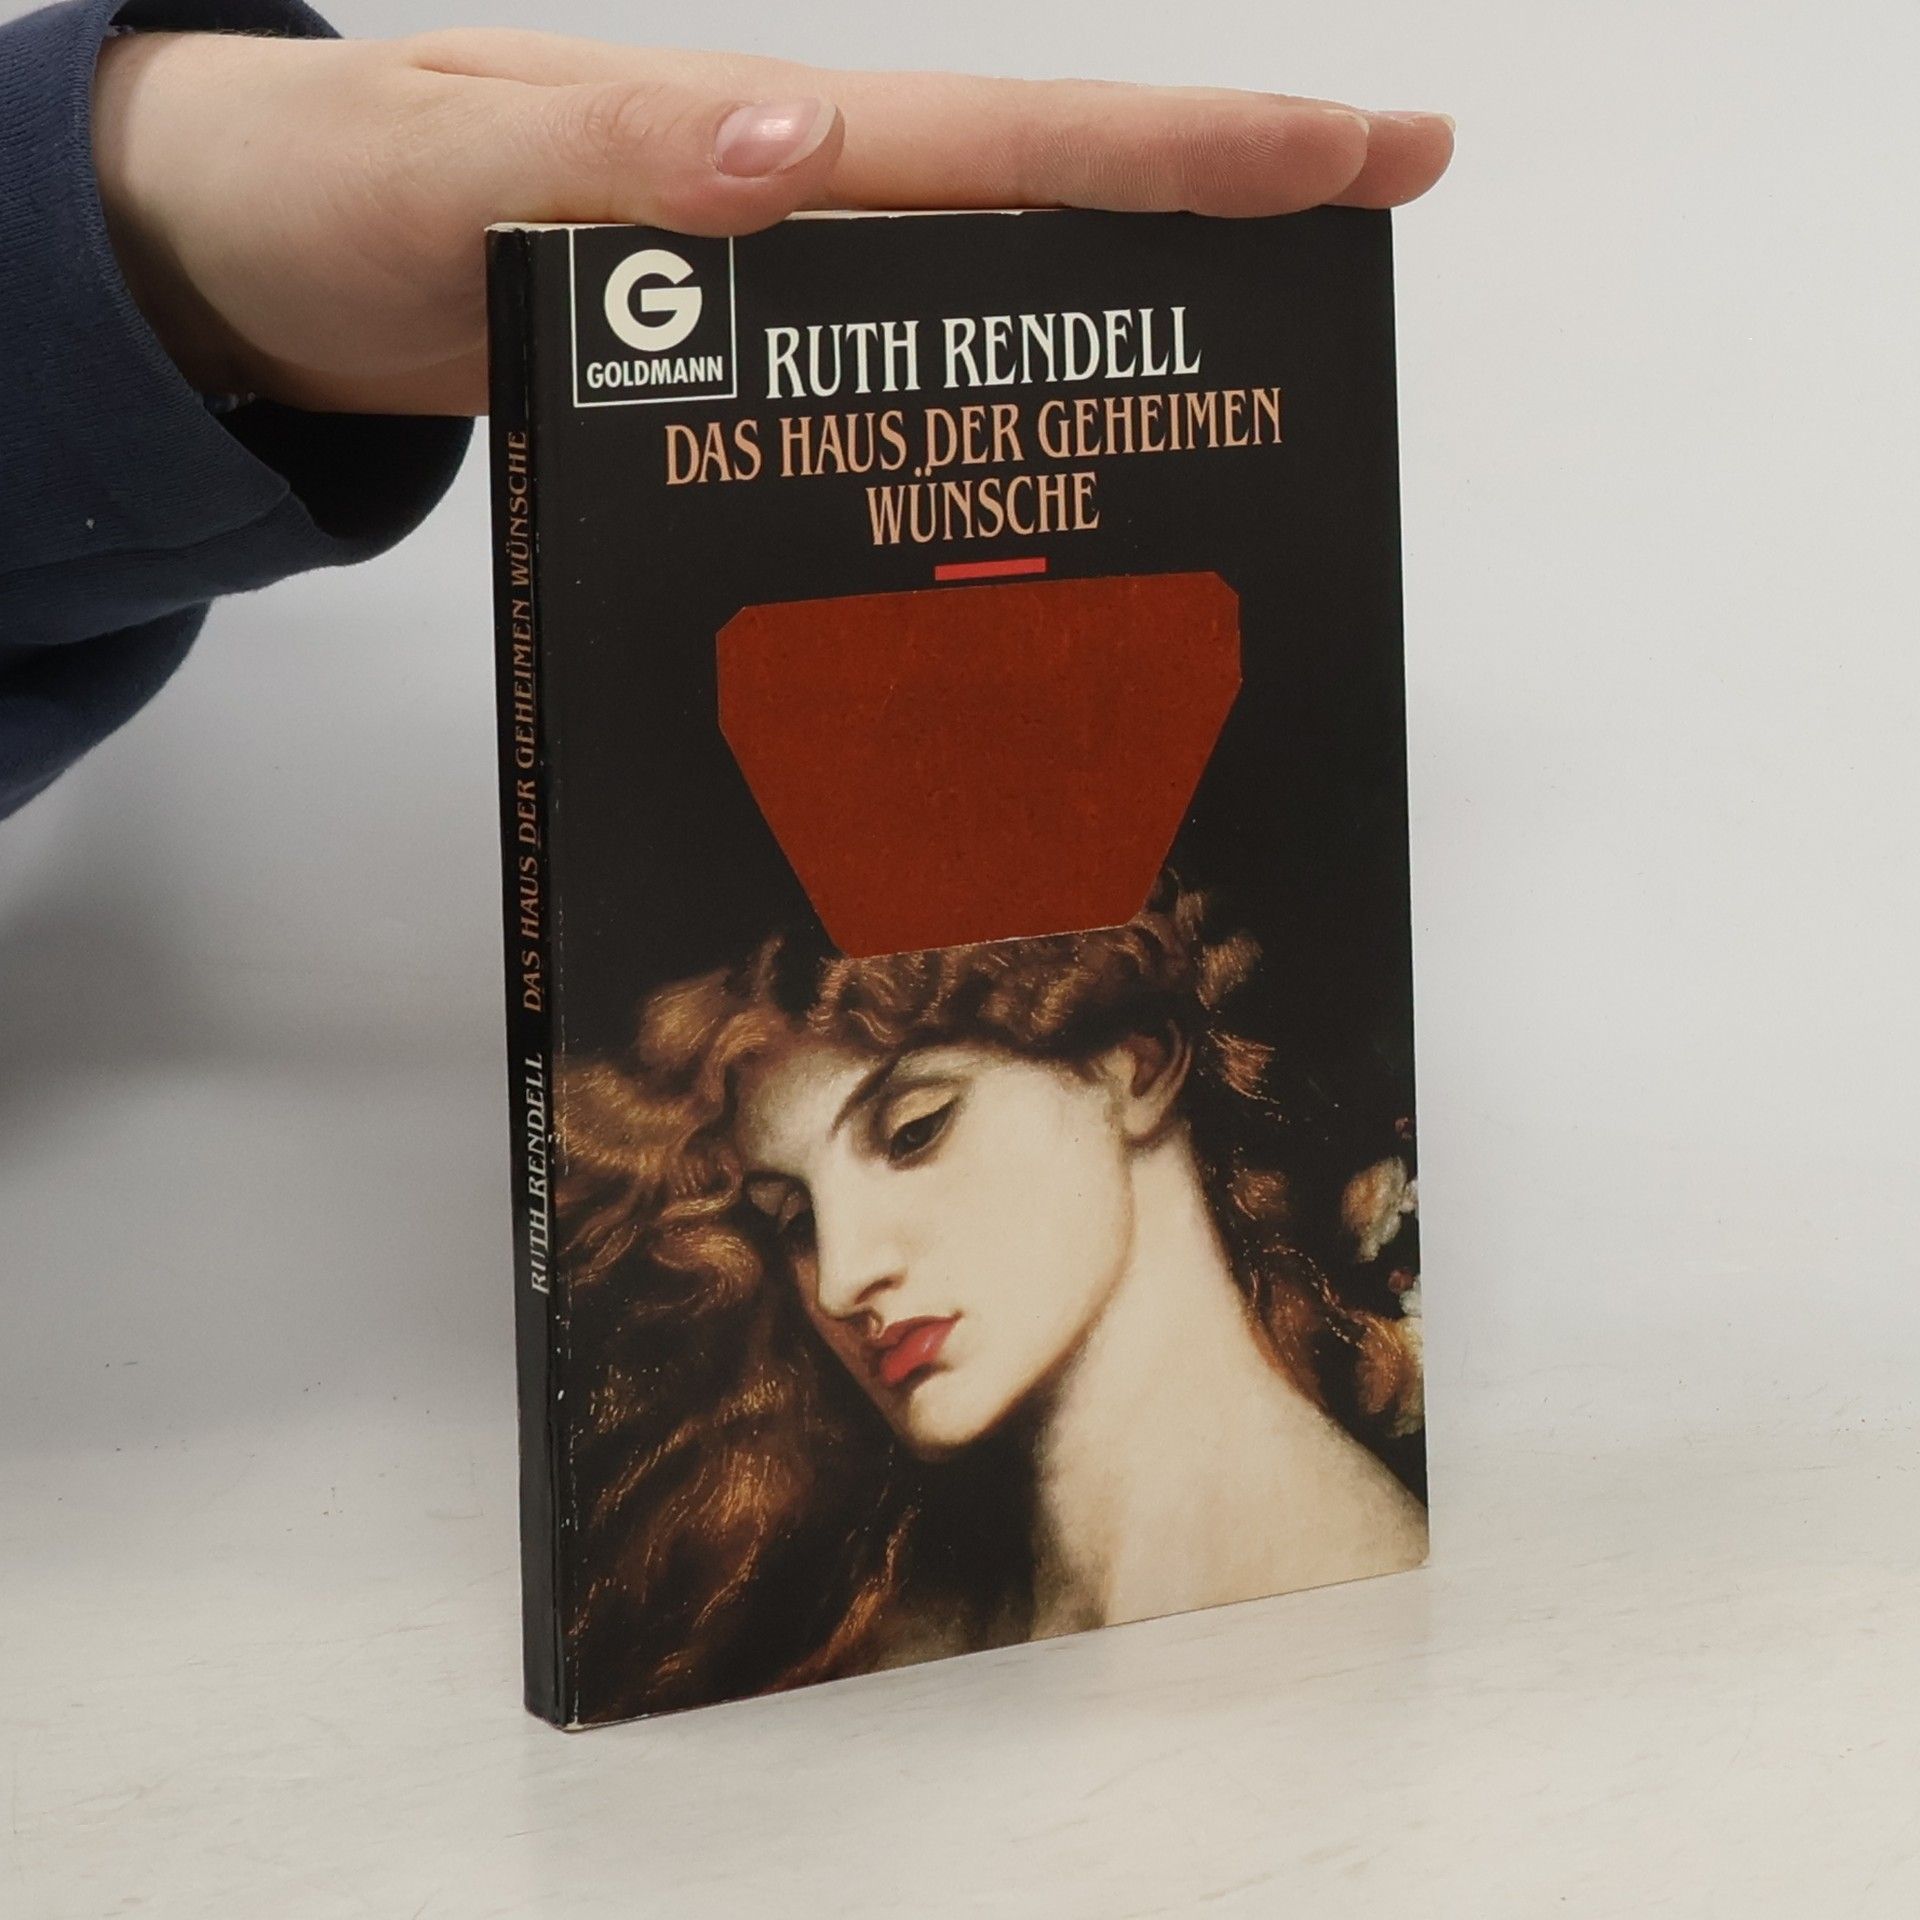 G
GOLDMANN
RUTH RENDELL
DAS HAUS DER GEHEIMEN
WÜNSCHE
RUTH RENDELL DAS HAUS DER GEHEIMEN WÜNSCHE